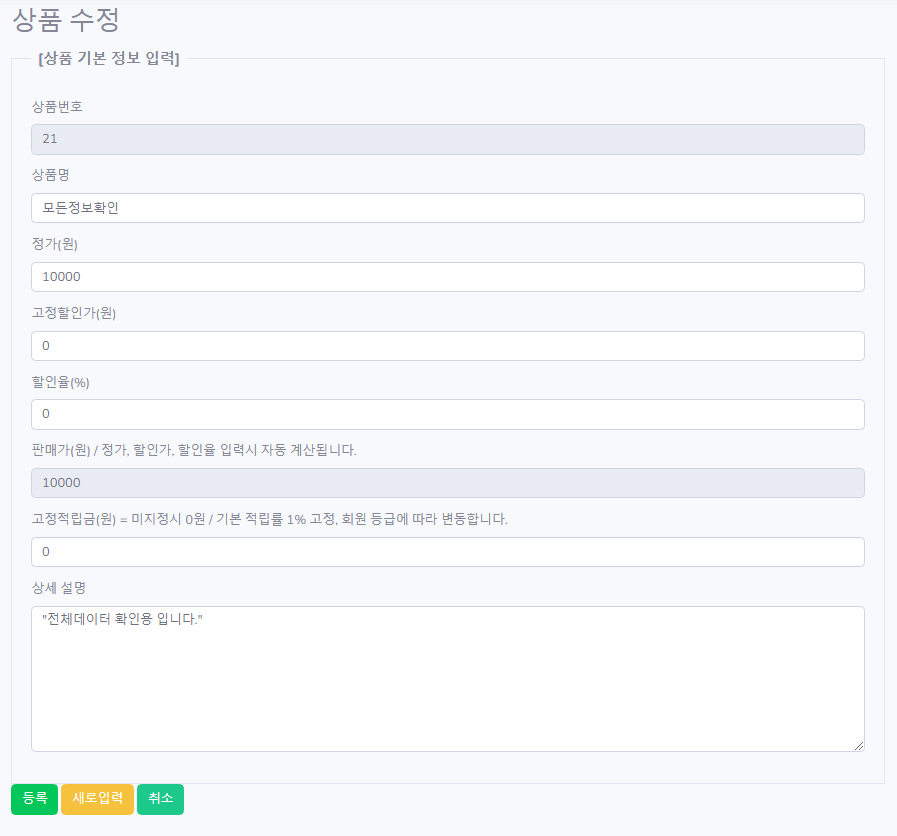 상품 수정
[상품 기본 정보 입력]
상품번호
21
상품명
모든정보확인
정가(원)
10000
고정할인가(원)
0
할인율(%)
0
판매가(원) / 정가, 할인가, 할인율 입력시 자동 계산됩니다.
10000
고정적립금(원) = 미지정시 0원 / 기본 적립률 1% 고정, 회원 등급에 따라 변동합니다.
0
상세 설명
"전체데이터 확인용 입니다."
등록 새로입력 취소